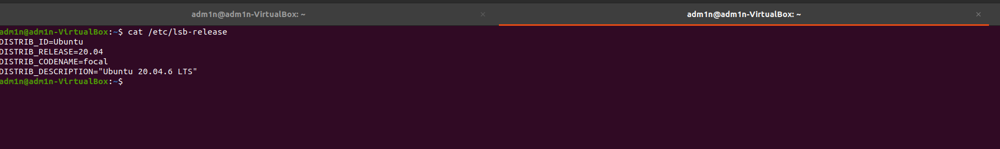 adm1n@adm1n-VirtualBox: ~ × adm1n@adm1n-VirtualBox: ~ ×
adm1n@adm1n-VirtualBox:~$ cat /etc/lsb-release
DISTRIB_ID=Ubuntu
DISTRIB_RELEASE=20.04
DISTRIB_CODENAME=focal
DISTRIB_DESCRIPTION="Ubuntu 20.04.6 LTS"
adm1n@adm1n-VirtualBox:~$